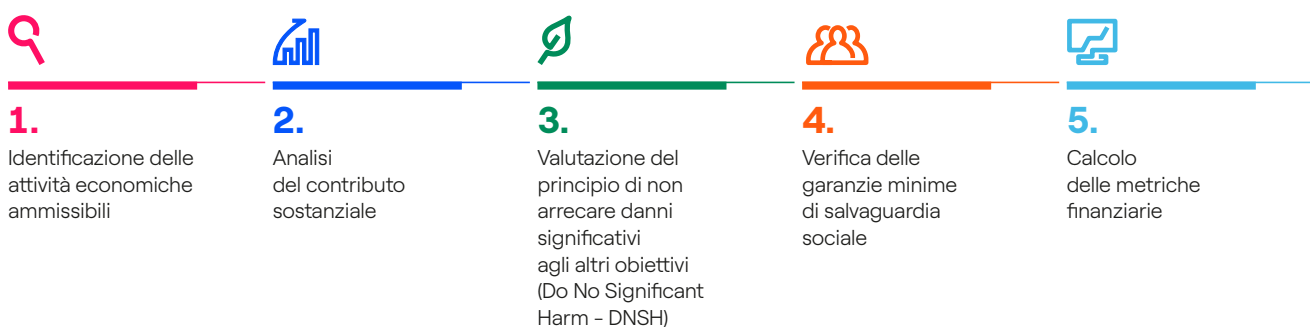 1.
Identificazione delle
attività economiche
ammissibili
2.
Analisi
del contributo
sostanziale
3.
Valutazione del
principio di non
arrecare danni
significativi
agli altri obiettivi
(Do No Significant
Harm - DNSH)
4.
Verifica delle
garanzie minime
di salvaguardia
sociale
5.
Calcolo
delle metriche
finanziarie